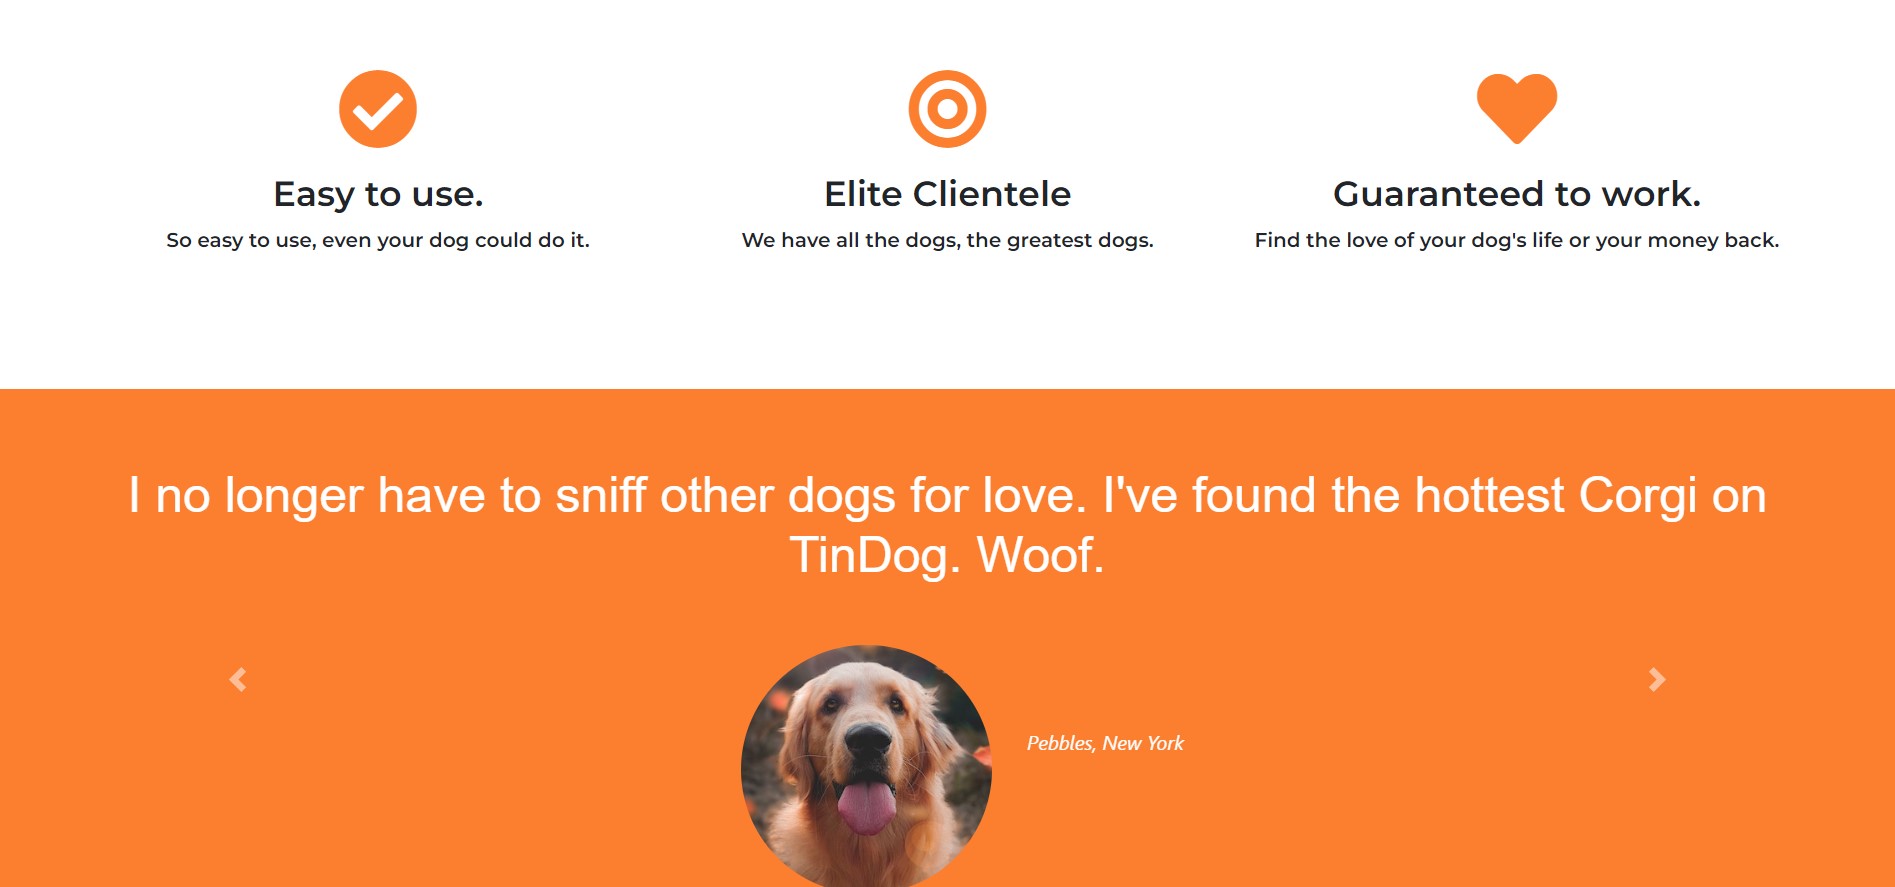 Easy to use.
So easy to use, even your dog could do it.
Elite Clientele
We have all the dogs, the greatest dogs.
Guaranteed to work.
Find the love of your dog's life or your money back.
I no longer have to sniff other dogs for love. I've found the hottest Corgi on
TinDog. Woof.
Pebbles, New York